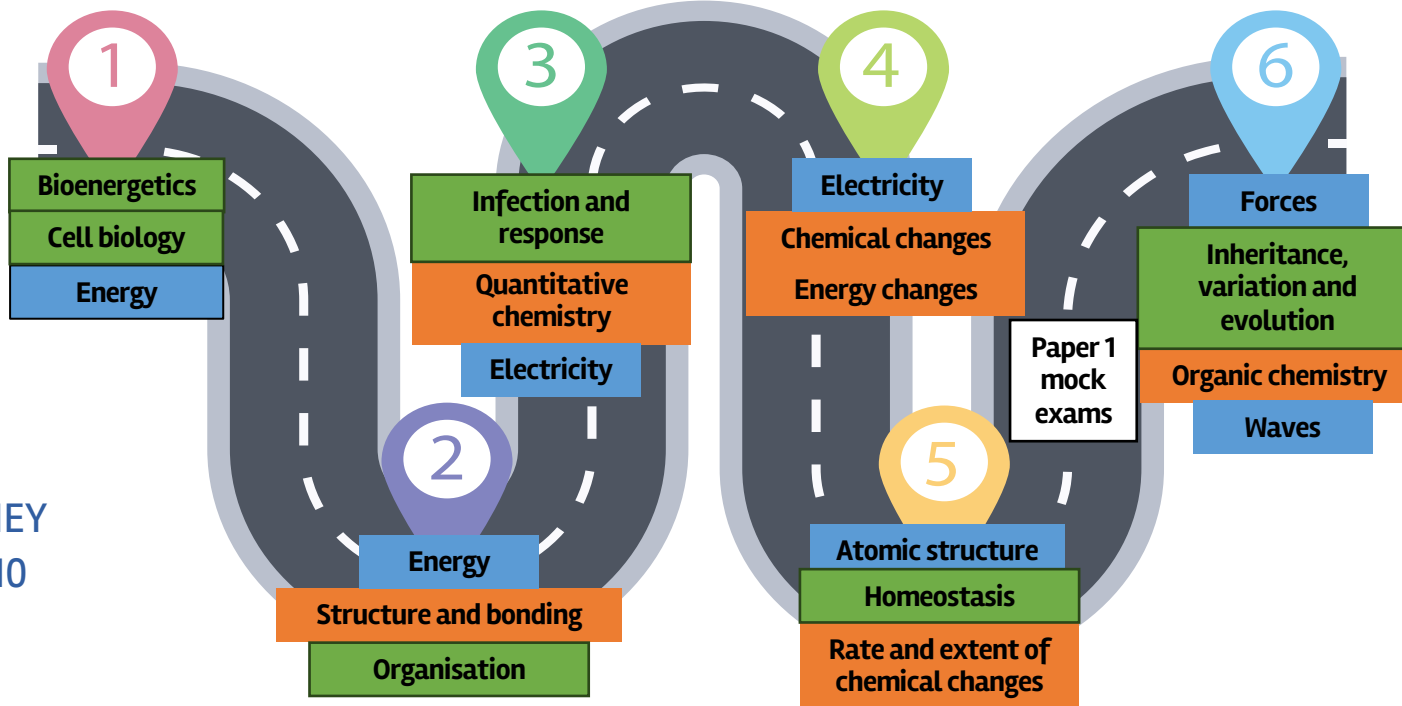 1
Bioenergetics
Cell biology
Energy
2
Energy
Structure and bonding
Organisation
3
Infection and
response
Quantitative
chemistry
Electricity
4
Electricity
Chemical changes
Energy changes
5
Atomic structure
Homeostasis
Rate and extent of
chemical changes
Paper 1
mock
exams
6
Forces
Inheritance,
variation and
evolution
Organic chemistry
Waves
EY
10